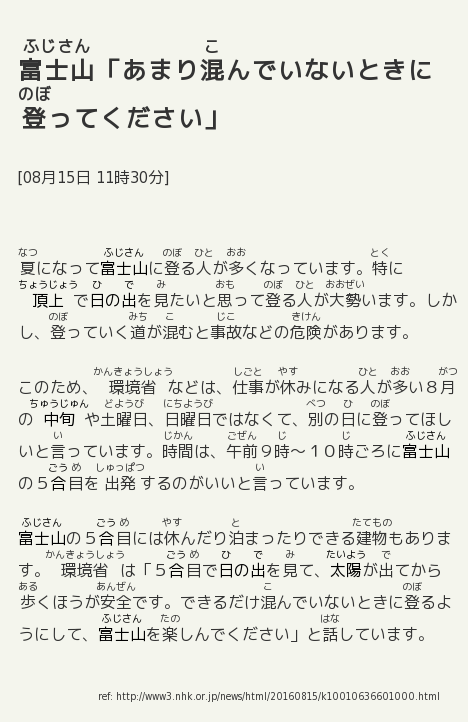 ふじさん こ
富士山「あまり混んでいないときに
のぼ
登ってください」
[08月15日 11時30分]
なつ ふじさん のぼ ひと おお とく
夏になって富士山に登る人が多くなっています。特に
ちょうじょう ひ で み おも のぼ ひと おおぜい
頂上で日の出を見たいと思って登る人が大勢います。しか
のぼ みち こ じこ きけん
し、登っていく道が混むと事故などの危険があります。
かんきょうしょう しごと やす ひと おお がつ
このため、環境省などは、仕事が休みになる人が多い８月
ちゅうじゅん どようび にちようび べつ ひ のぼ
の中旬や土曜日、日曜日ではなくて、別の日に登ってほし
い じかん ごぜん じ じ ふじさん
いと言っています。時間は、午前９時～１０時ごろに富士山
ごうめ しゅっぱつ い
の５合目を出発するのがいいと言っています。
ふじさん ごうめ やす と たてもの
富士山の５合目には休んだり泊まったりできる建物もありま
かんきょうしょう ごうめ ひ で み たいよう で
す。環境省は「５合目で日の出を見て、太陽が出てから
ある あんぜん こ のぼ
歩くほうが安全です。できるだけ混んでいないときに登るよ
ふじさん たの はな
うにして、富士山を楽しんでください」と話しています。
ref: http://www3.nhk.or.jp/news/html/20160815/k10010636601000.html